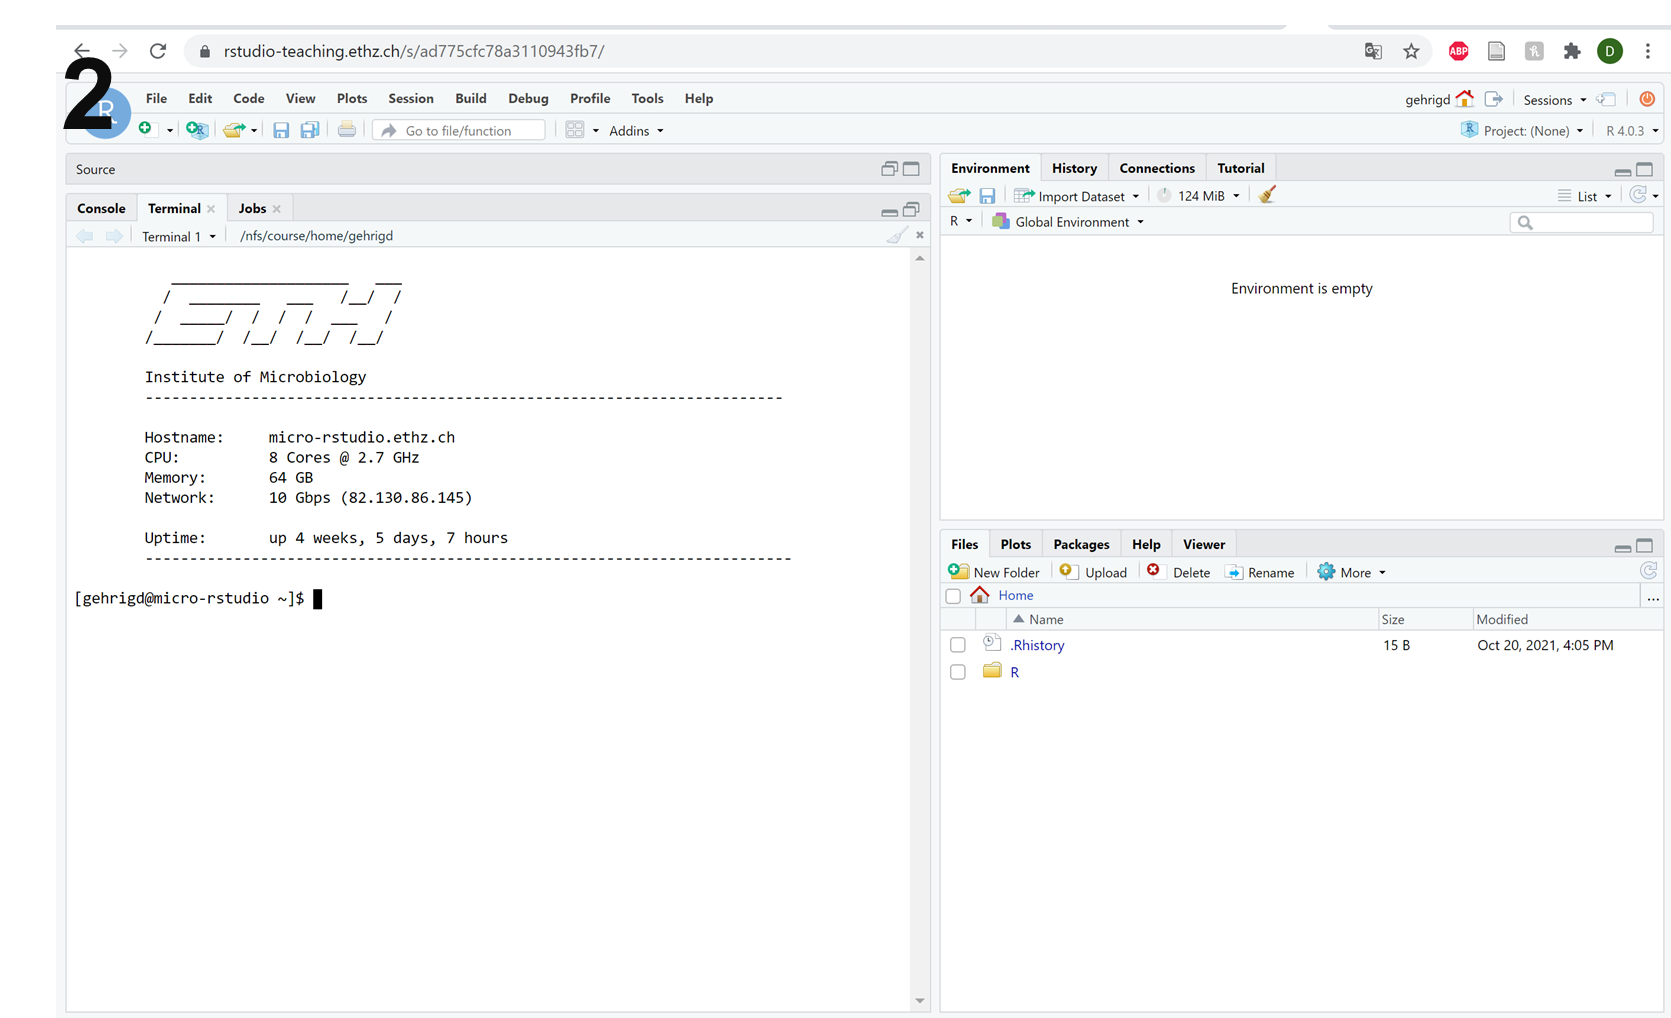 rstudio-teaching.ethz.ch/s/ad775cfc78a3110943fb7/
ABP
D
2
R
File Edit Code View Plots Session Build Debug Profile Tools Help
gehrigd
Sessions
Go to file/function
Addins
Project: (None)
R 4.0.3
Source
Console Terminal Jobs
Terminal 1
/nfs/course/home/gehrigd
ETH
Institute of Microbiology
------------------------------------------------------------------------
Hostname: micro-rstudio.ethz.ch
CPU: 8 Cores @ 2.7 GHz
Memory: 64 GB
Network: 10 Gbps (82.130.86.145)
Uptime: up 4 weeks, 5 days, 7 hours
-------------------------------------------------------------------------
[gehrigd@micro-rstudio ~]$
Environment History Connections Tutorial
Import Dataset 124 MiB List
R Global Environment
Environment is empty
Files Plots Packages Help Viewer
New Folder Upload Delete Rename More
Home ...
Name Size Modified
.Rhistory 15 B Oct 20, 2021, 4:05 PM
R